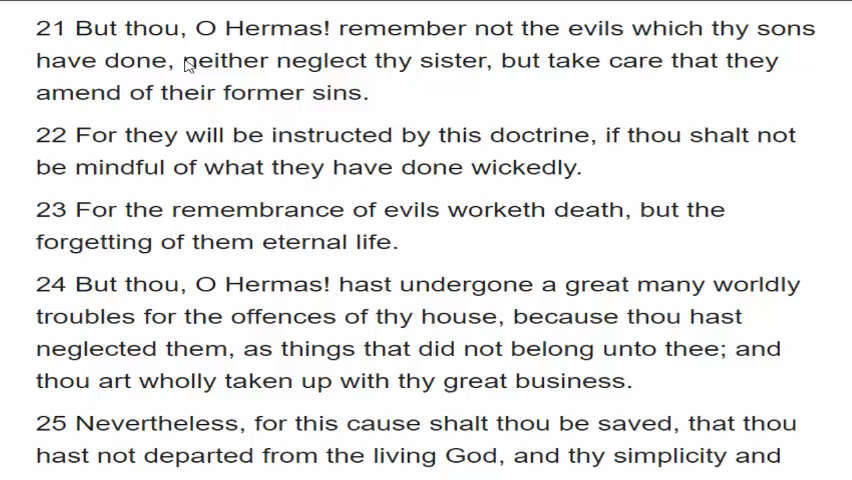 21 But thou, O Hermas! remember not the evils which thy sons
have done, neither neglect thy sister, but take care that they
amend of their former sins.
22 For they will be instructed by this doctrine, if thou shalt not
be mindful of what they have done wickedly.
23 For the remembrance of evils worketh death, but the
forgetting of them eternal life.
24 But thou, O Hermas! hast undergone a great many worldly
troubles for the offences of thy house, because thou hast
neglected them, as things that did not belong unto thee; and
thou art wholly taken up with thy great business.
25 Nevertheless, for this cause shalt thou be saved, that thou
hast not departed from the living God, and thy simplicity and